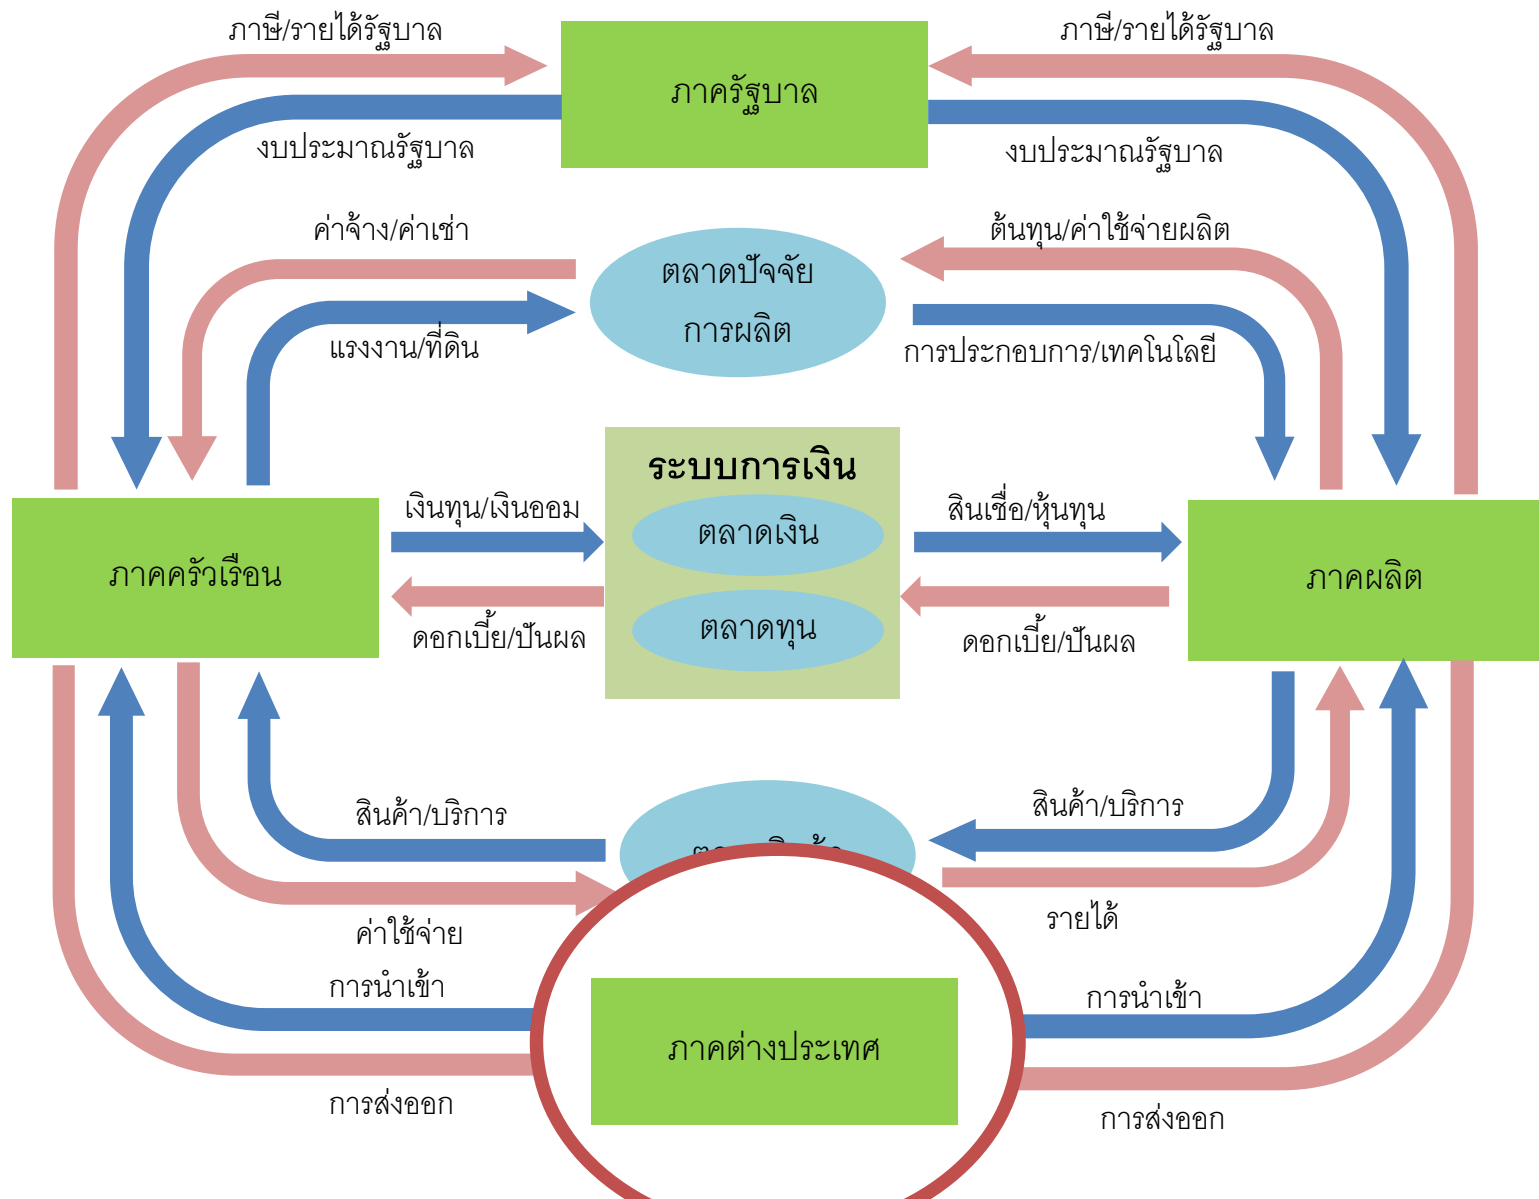 ภาษี/รายได้รัฐบาล
ภาษี/รายได้รัฐบาล
ภาครัฐบาล
งบประมาณรัฐบาล
งบประมาณรัฐบาล
ค่าจ้าง/ค่าเช่า
ต้นทุน/ค่าใช้จ่ายผลิต
ตลาดปัจจัย
การผลิต
แรงงาน/ที่ดิน
การประกอบการ/เทคโนโลยี
ระบบการเงิน
เงินทุน/เงินออม
สินเชื่อ/หุ้นทุน
ตลาดเงิน
ภาคครัวเรือน
ภาคผลิต
ตลาดทุน
ดอกเบี้ย/ปันผล
ดอกเบี้ย/ปันผล
สินค้า/บริการ
สินค้า/บริการ
ค่าใช้จ่าย
รายได้
การนำเข้า
การนำเข้า
ภาคต่างประเทศ
การส่งออก
การส่งออก